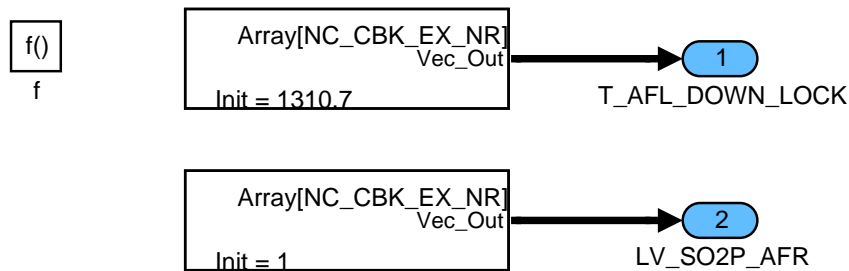 f()
f
Array[NC_CBK_EX_NR]
Vec_Out
Init = 1310.7
1
T_AFL_DOWN_LOCK
Array[NC_CBK_EX_NR]
Vec_Out
Init = 1
2
LV_SO2P_AFR